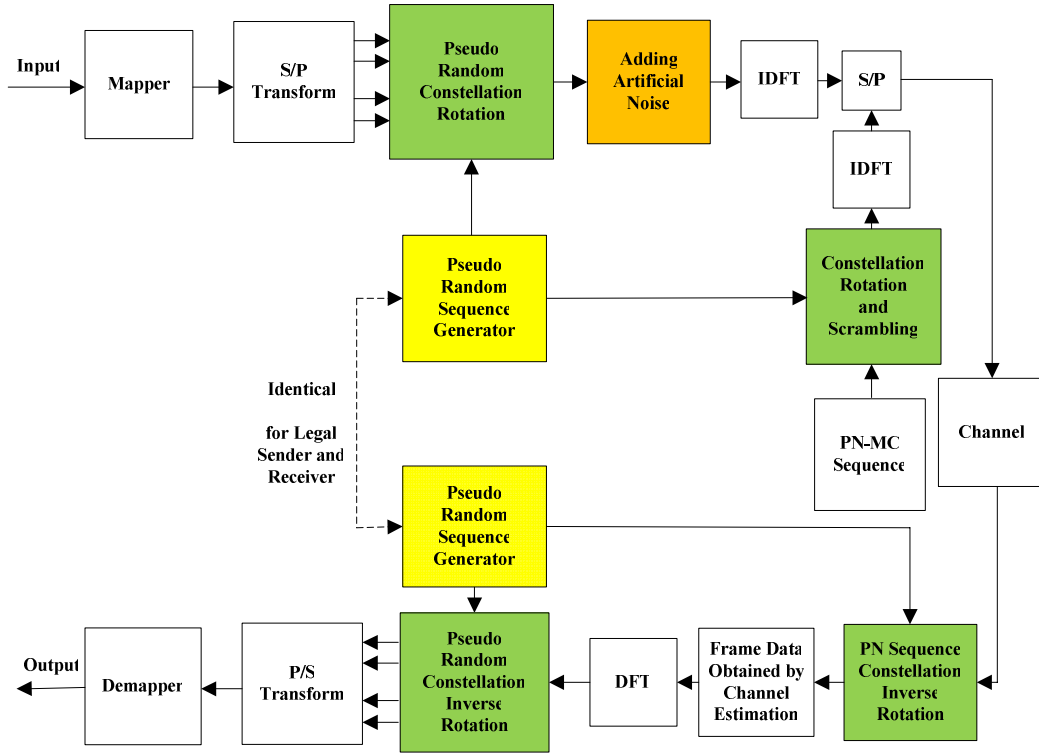 Input
Mapper
S/P
Transform
Pseudo
Random
Constellation
Rotation
Adding
Artificial
Noise
IDFT
S/P
IDFT
Pseudo
Random
Sequence
Generator
Constellation
Rotation
and
Scrambling
Identical
for Legal
Sender and
Receiver
PN-MC
Sequence
Channel
Pseudo
Random
Sequence
Generator
Output
Demapper
P/S
Transform
Pseudo
Random
Constellation
Inverse
Rotation
DFT
Frame Data
Obtained by
Channel
Estimation
PN Sequence
Constellation
Inverse
Rotation